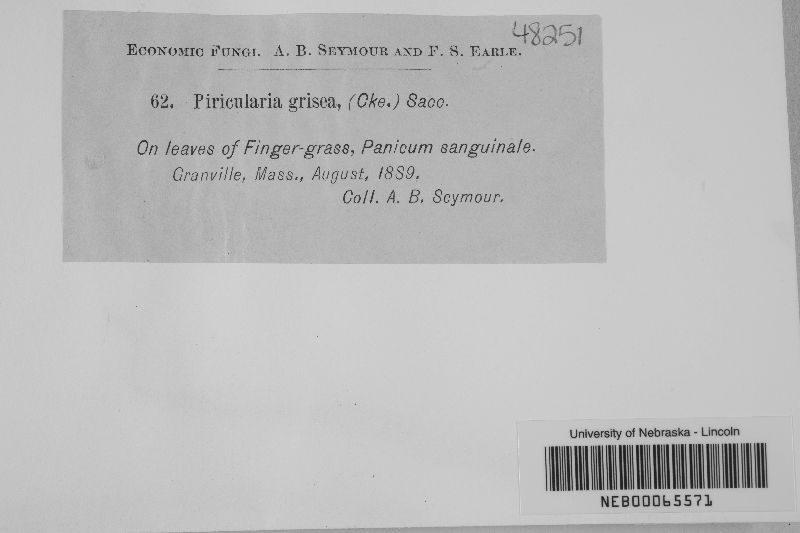 48251
Economic Fungi. A. B. Seymour and F. S. Earle.
62. Piricularia grisea, (Cke.) Sacc.
On leaves of Finger-grass, Panicum sanguinale.
Granville, Mass., August, 1889.
Coll. A. B. Seymour.
University of Nebraska - Lincoln
NEB00065571